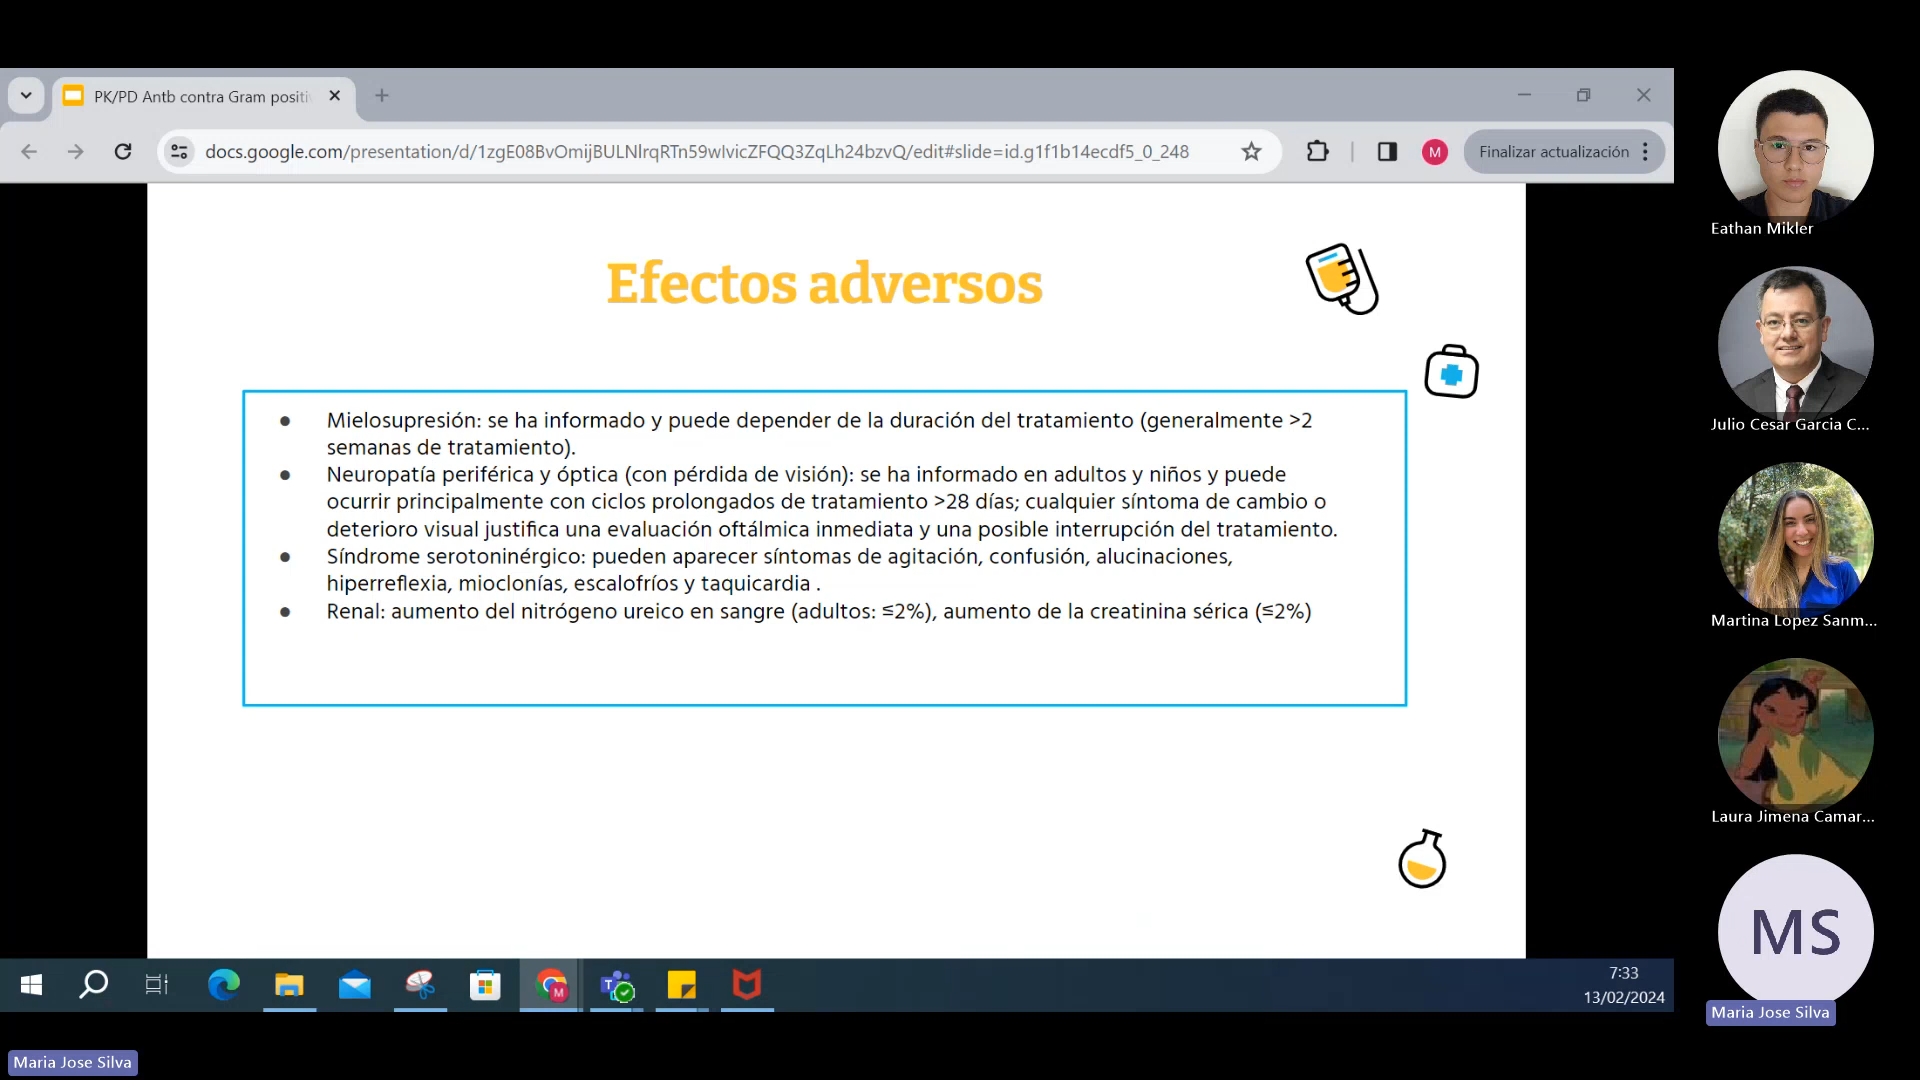 PK/PD Antb contra Gram positi
docs.google.com/presentation/d/1zgE08BvOmijBULNlrqRTn59wIvicZFQQ3ZqLh24bzvQ/edit#slide=id.g1f1b14ecdf5_0_248
M
Finalizar actualización
Efectos adversos
● Mielosupresión: se ha informado y puede depender de la duración del tratamiento (generalmente >2
semanas de tratamiento).
● Neuropatía periférica y óptica (con pérdida de visión): se ha informado en adultos y niños y puede
ocurrir principalmente con ciclos prolongados de tratamiento >28 días; cualquier síntoma de cambio o
deterioro visual justifica una evaluación oftálmica inmediata y una posible interrupción del tratamiento.
● Síndrome serotoninérgico: pueden aparecer síntomas de agitación, confusión, alucinaciones,
hiperreflexia, mioclonías, escalofríos y taquicardia .
● Renal: aumento del nitrógeno ureico en sangre (adultos: ≤2%), aumento de la creatinina sérica (≤2%)
7:33
13/02/2024
Eathan Mikler
Julio Cesar Garcia C...
Martina Lopez Sanm...
Laura Jimena Camar...
MS
Maria Jose Silva
Maria Jose Silva